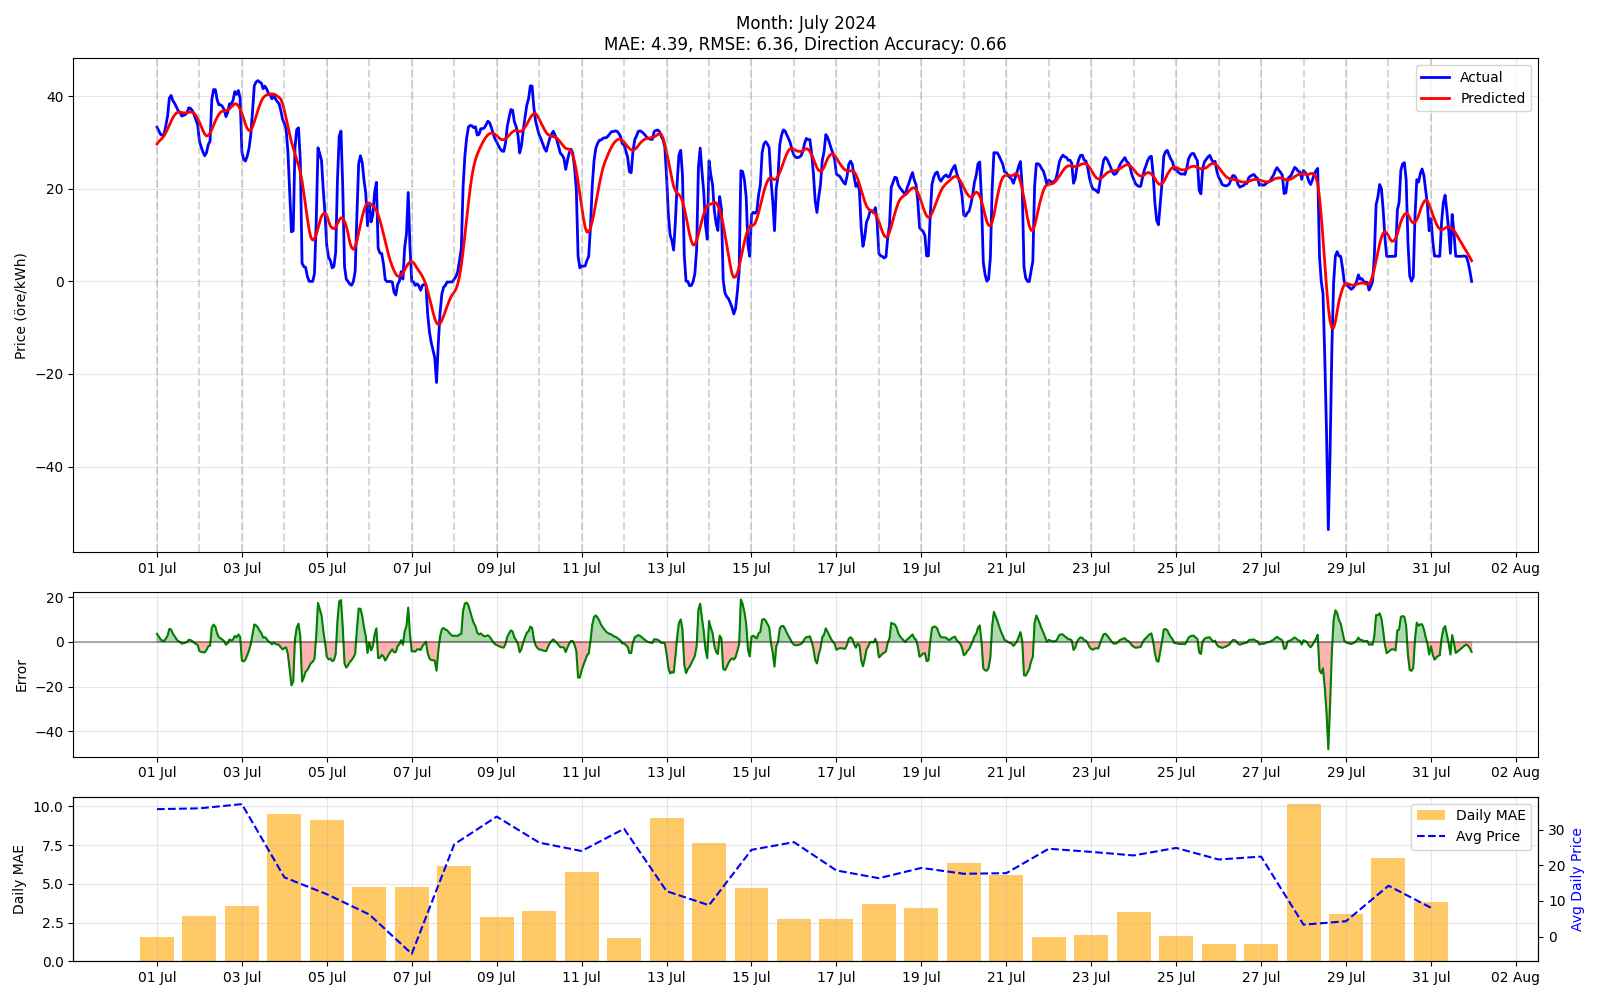 Month: July 2024
MAE: 4.39, RMSE: 6.36, Direction Accuracy: 0.66
Price (öre/kWh)
40
20
0
−20
−40
Actual
Predicted
01 Jul 03 Jul 05 Jul 07 Jul 09 Jul 11 Jul 13 Jul 15 Jul 17 Jul 19 Jul 21 Jul 23 Jul 25 Jul 27 Jul 29 Jul 31 Jul 02 Aug
Error
20
0
−20
−40
01 Jul 03 Jul 05 Jul 07 Jul 09 Jul 11 Jul 13 Jul 15 Jul 17 Jul 19 Jul 21 Jul 23 Jul 25 Jul 27 Jul 29 Jul 31 Jul 02 Aug
Daily MAE
10.0
7.5
5.0
2.5
0.0
Daily MAE
Avg Price
30
20
10
0
Avg Daily Price
01 Jul 03 Jul 05 Jul 07 Jul 09 Jul 11 Jul 13 Jul 15 Jul 17 Jul 19 Jul 21 Jul 23 Jul 25 Jul 27 Jul 29 Jul 31 Jul 02 Aug